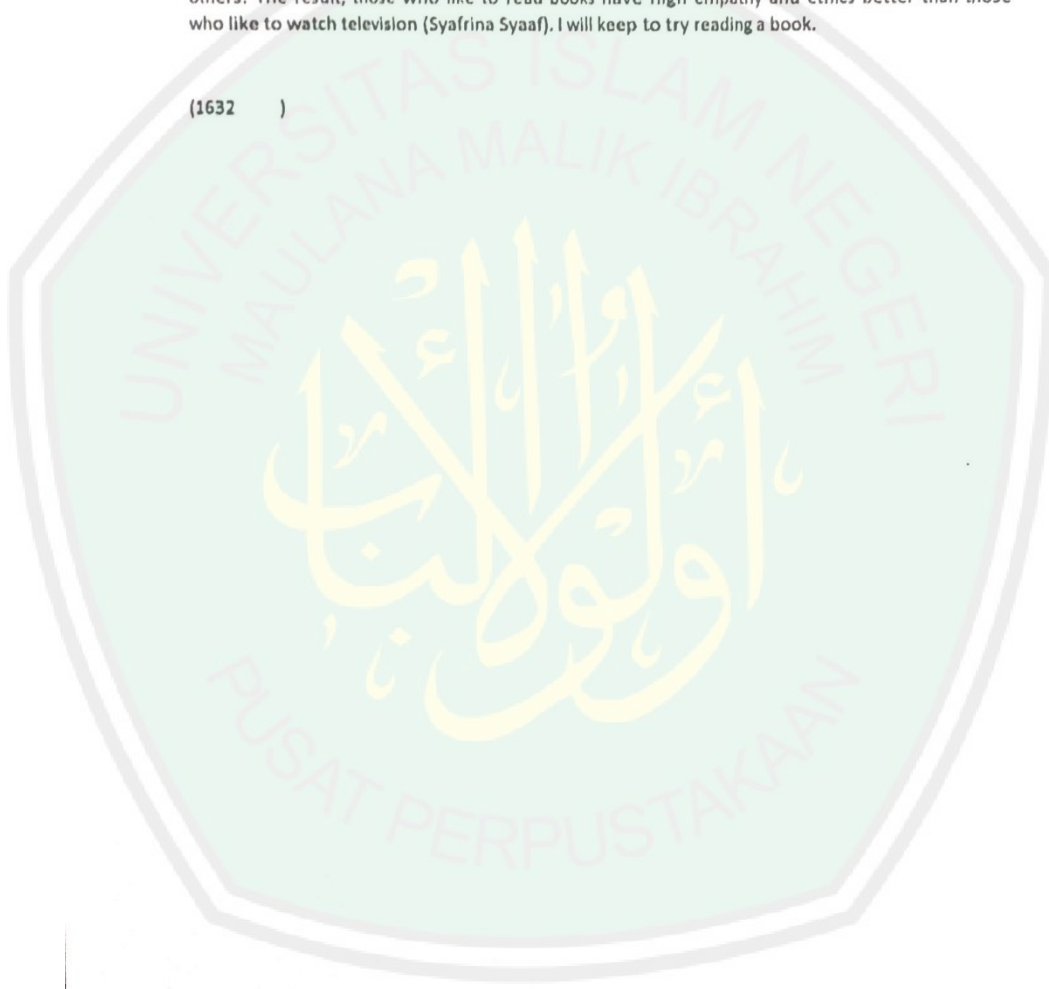 others. The result, those who like to read books have high empathy and ethics better than those
who like to watch television (Syafrina Syaaf). I will keep to try reading a book.
(1632 )
UNIVERSITAS ISLAM NEGERI
MAULANA MALIK IBRAHIM
أولوا الألباب
PUSAT PERPUSTAKAAN